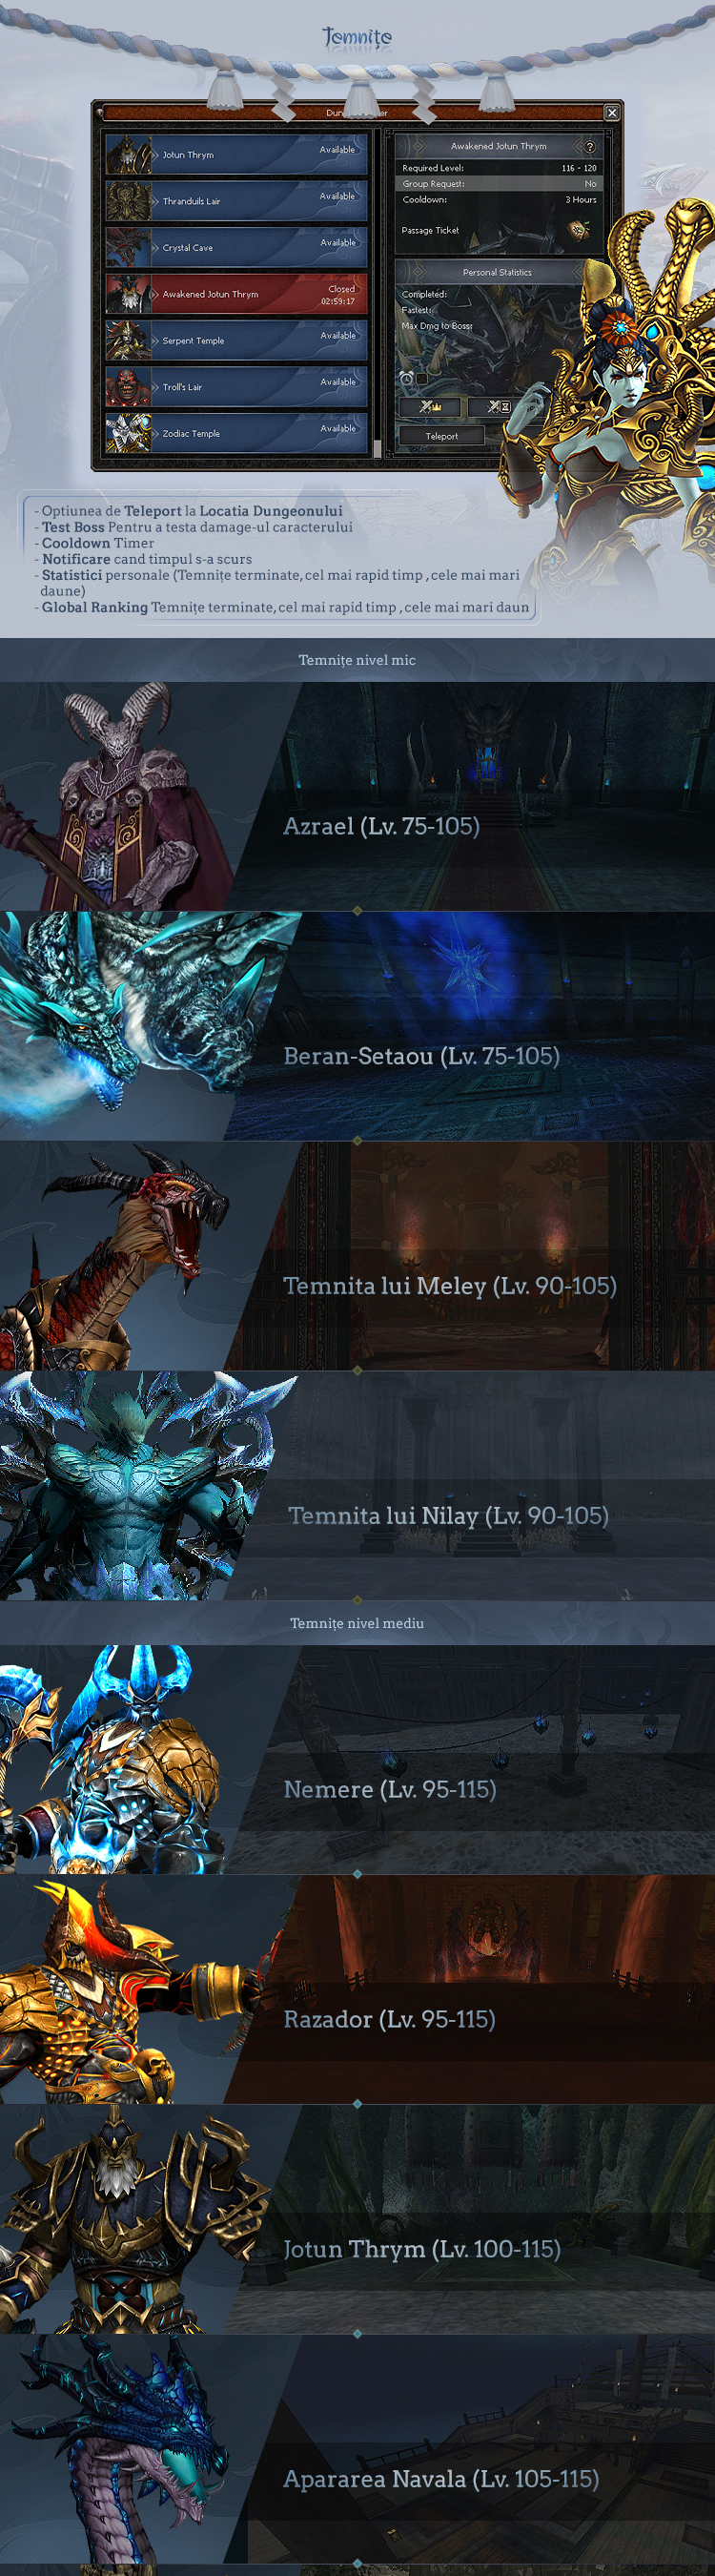 Temnițe
Jotun Thrym
Available
Thranduils Lair
Available
Crystal Cave
Available
Awakened Jotun Thrym
Closed
02:59:17
Serpent Temple
Available
Troll's Lair
Available
Zodiac Temple
Available
Awakened Jotun Thrym
?
Required Level:
116 - 120
Group Request:
No
Cooldown:
3 Hours
Passage Ticket
Personal Statistics
Completed:
Fastest:
Max Dmg to Boss:
Teleport
- Optiunea de Teleport la Locatia Dungeonului
- Test Boss Pentru a testa damage-ul caracterului
- Cooldown Timer
- Notificare cand timpul s-a scurs
- Statistici personale (Temnițe terminate, cel mai rapid timp , cele mai mari
daune)
- Global Ranking Temnițe terminate, cel mai rapid timp , cele mai mari daun
Temnițe nivel mic
Azrael (Lv. 75-105)
Beran-Setaou (Lv. 75-105)
Temnita lui Meley (Lv. 90-105)
Temnita lui Nilay (Lv. 90-105)
Temnițe nivel mediu
Nemere (Lv. 95-115)
Razador (Lv. 95-115)
Jotun Thrym (Lv. 100-115)
Apararea Navala (Lv. 105-115)